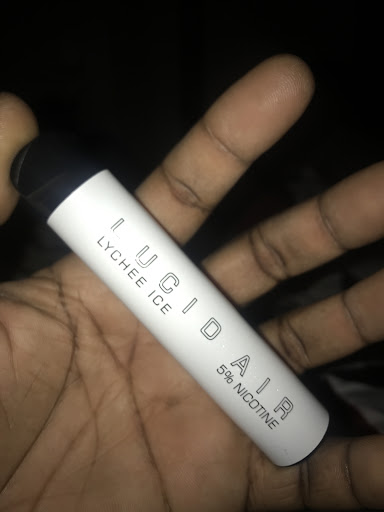 LUCID AIR
LYCHEE ICE
5% NICOTINE